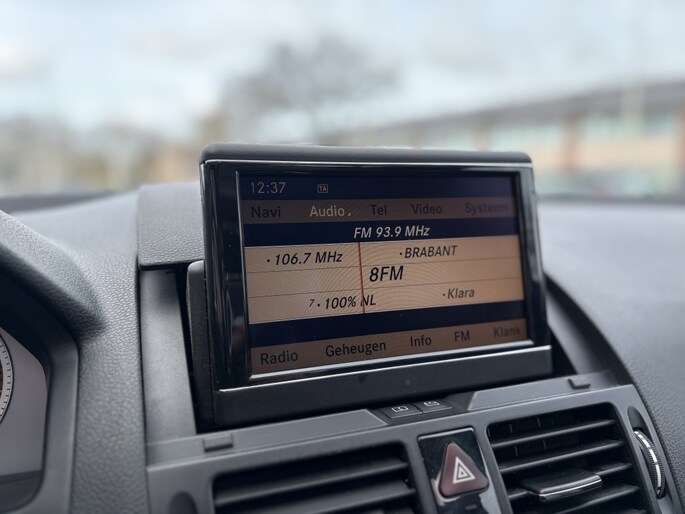 12:37 TA
Navi Audio Tel Video System
FM 93.9 MHz
· 106.7 MHz · BRABANT
8FM
7 · 100% NL · Klara
Radio Geheugen Info FM Klank